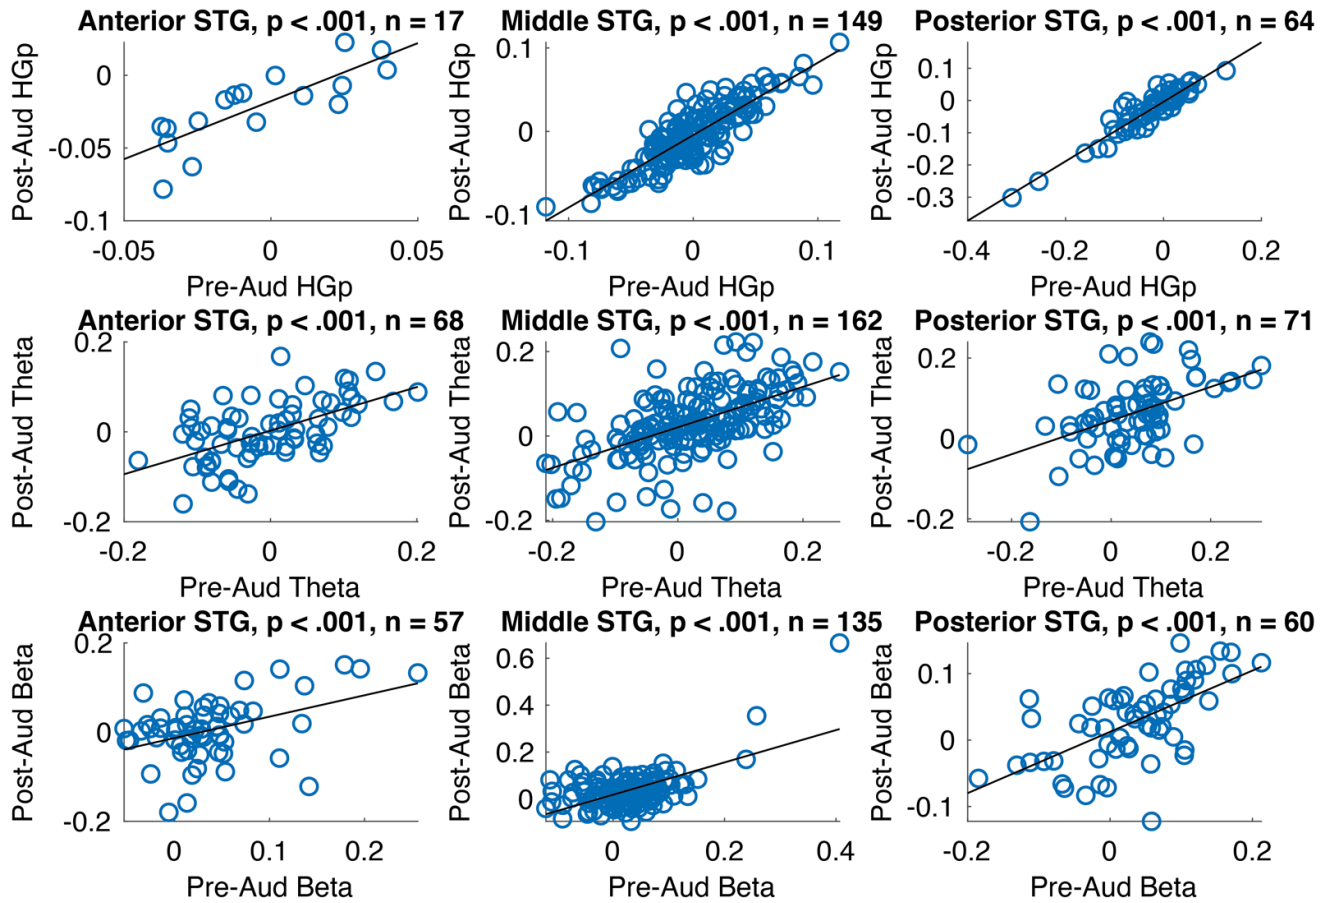 Anterior STG, p < .001, n = 17
Post-Aud HGp
0
-0.05
-0.1
-0.05
0
0.05
Pre-Aud HGp
Middle STG, p < .001, n = 149
Post-Aud HGp
0.1
0
-0.1
-0.1
0
0.1
Pre-Aud HGp
Posterior STG, p < .001, n = 64
Post-Aud HGp
0.1
0
-0.1
-0.2
-0.3
-0.4
-0.2
0
0.2
Pre-Aud HGp
Anterior STG, p < .001, n = 68
Post-Aud Theta
0.2
0
-0.2
-0.2
0
0.2
Pre-Aud Theta
Middle STG, p < .001, n = 162
Post-Aud Theta
0.2
0
-0.2
-0.2
0
0.2
Pre-Aud Theta
Posterior STG, p < .001, n = 71
Post-Aud Theta
0.2
0
-0.2
-0.2
0
0.2
Pre-Aud Theta
Anterior STG, p < .001, n = 57
Post-Aud Beta
0.2
0
-0.2
0
0.1
0.2
Pre-Aud Beta
Middle STG, p < .001, n = 135
Post-Aud Beta
0.6
0.4
0.2
0
0
0.2
0.4
Pre-Aud Beta
Posterior STG, p < .001, n = 60
Post-Aud Beta
0.1
0
-0.1
-0.2
0
0.2
Pre-Aud Beta